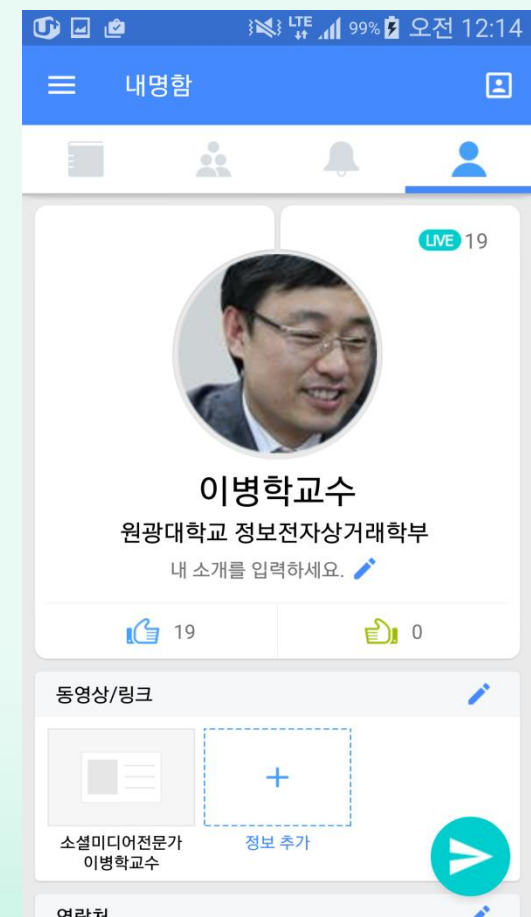 LTE 99% 오전 12:14
내명함
LIVE 19
이병학교수
원광대학교 정보전자상거래학부
내 소개를 입력하세요.
19 0
동영상/링크
소셜미디어전문가
이병학교수
정보 추가
연락처